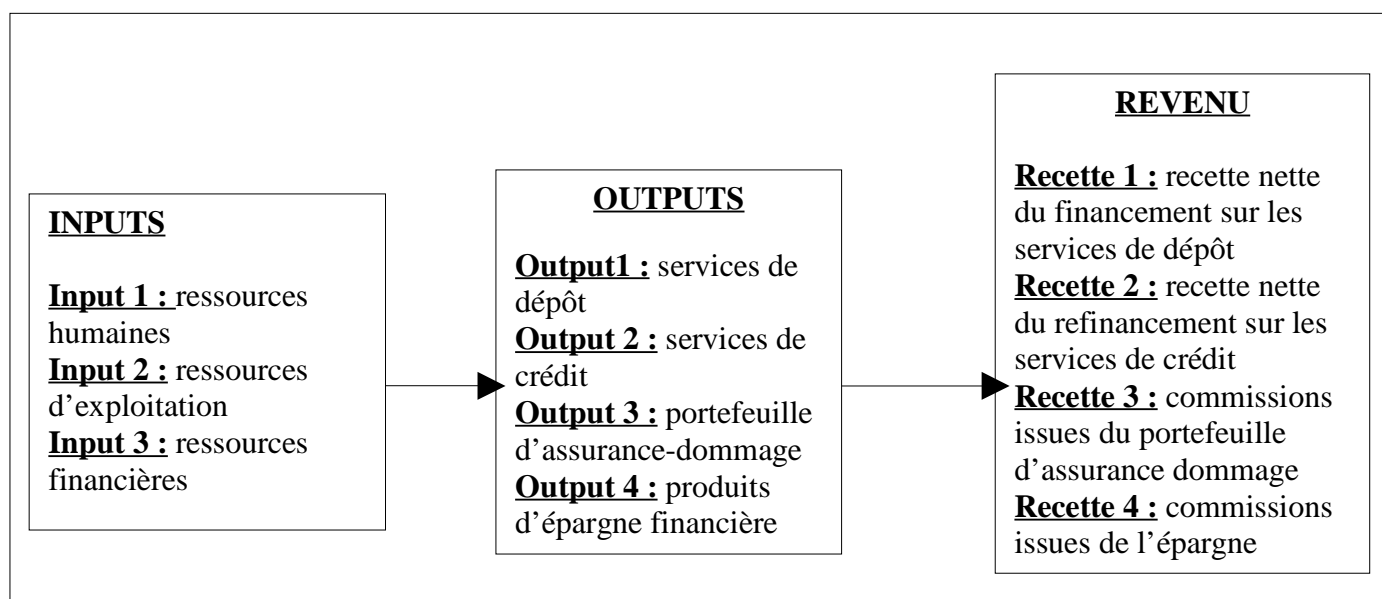 INPUTS
Input 1 : ressources
humaines
Input 2 : ressources
d’exploitation
Input 3 : ressources
financières
OUTPUTS
Output1 : services de
dépôt
Output 2 : services de
crédit
Output 3 : portefeuille
d’assurance-dommage
Output 4 : produits
d’épargne financière
REVENU
Recette 1 : recette nette
du financement sur les
services de dépôt
Recette 2 : recette nette
du refinancement sur les
services de crédit
Recette 3 : commissions
issues du portefeuille
d’assurance dommage
Recette 4 : commissions
issues de l’épargne